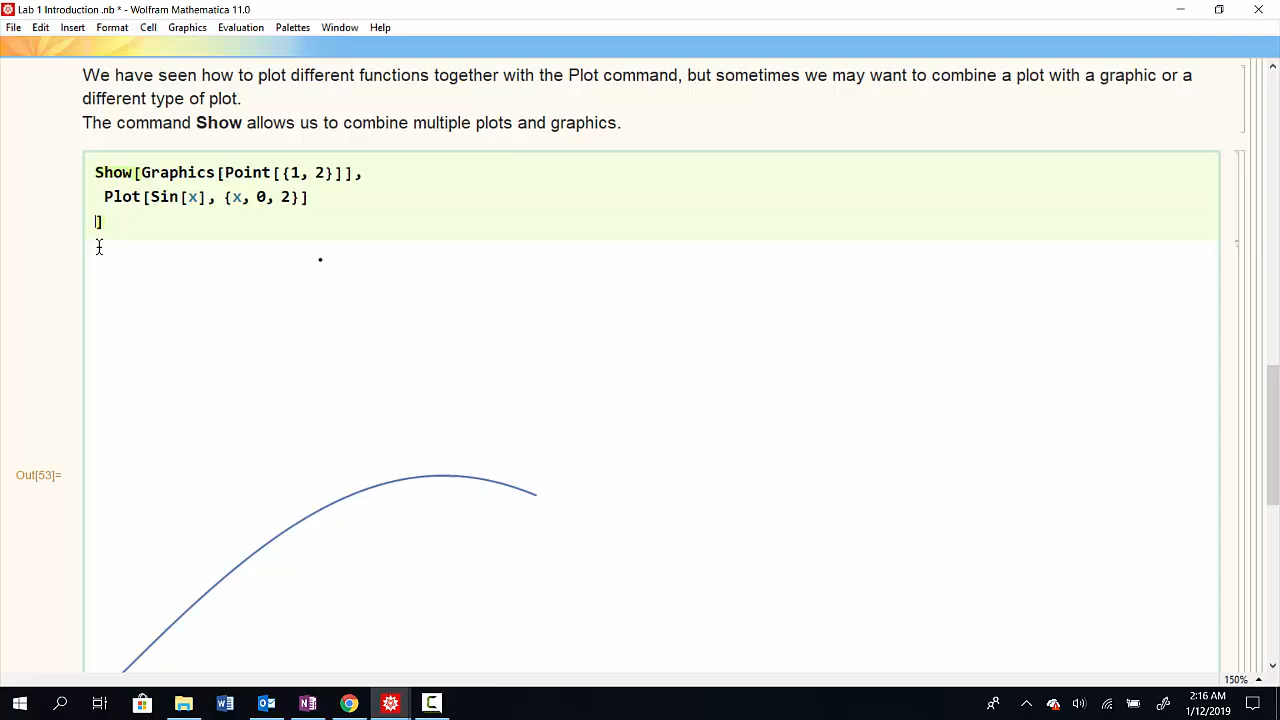 Lab 1 Introduction .nb * - Wolfram Mathematica 11.0
File Edit Insert Format Cell Graphics Evaluation Palettes Window Help
We have seen how to plot different functions together with the Plot command, but sometimes we may want to combine a plot with a graphic or a
different type of plot.
The command Show allows us to combine multiple plots and graphics.
Show[Graphics[Point[{1, 2}]],
Plot[Sin[x], {x, 0, 2}]
]
Out[53]=
150%
2:16 AM
1/12/2019